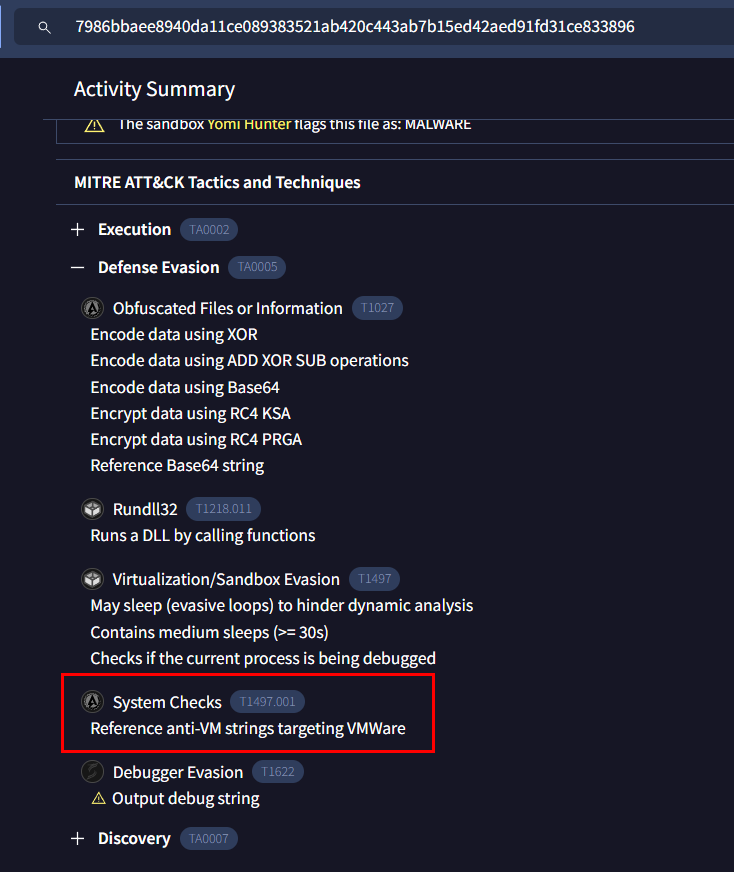 7986bbaee8940da11ce089383521ab420c443ab7b15ed42aed91fd31ce833896
Activity Summary
The sandbox Yomi Hunter flags this file as: MALWARE
MITRE ATT&CK Tactics and Techniques
Execution TA0002
Defense Evasion TA0005
Obfuscated Files or Information T1027
Encode data using XOR
Encode data using ADD XOR SUB operations
Encode data using Base64
Encrypt data using RC4 KSA
Encrypt data using RC4 PRGA
Reference Base64 string
Rundll32 T1218.011
Runs a DLL by calling functions
Virtualization/Sandbox Evasion T1497
May sleep (evasive loops) to hinder dynamic analysis
Contains medium sleeps (>= 30s)
Checks if the current process is being debugged
System Checks T1497.001
Reference anti-VM strings targeting VMWare
Debugger Evasion T1622
Output debug string
Discovery TA0007